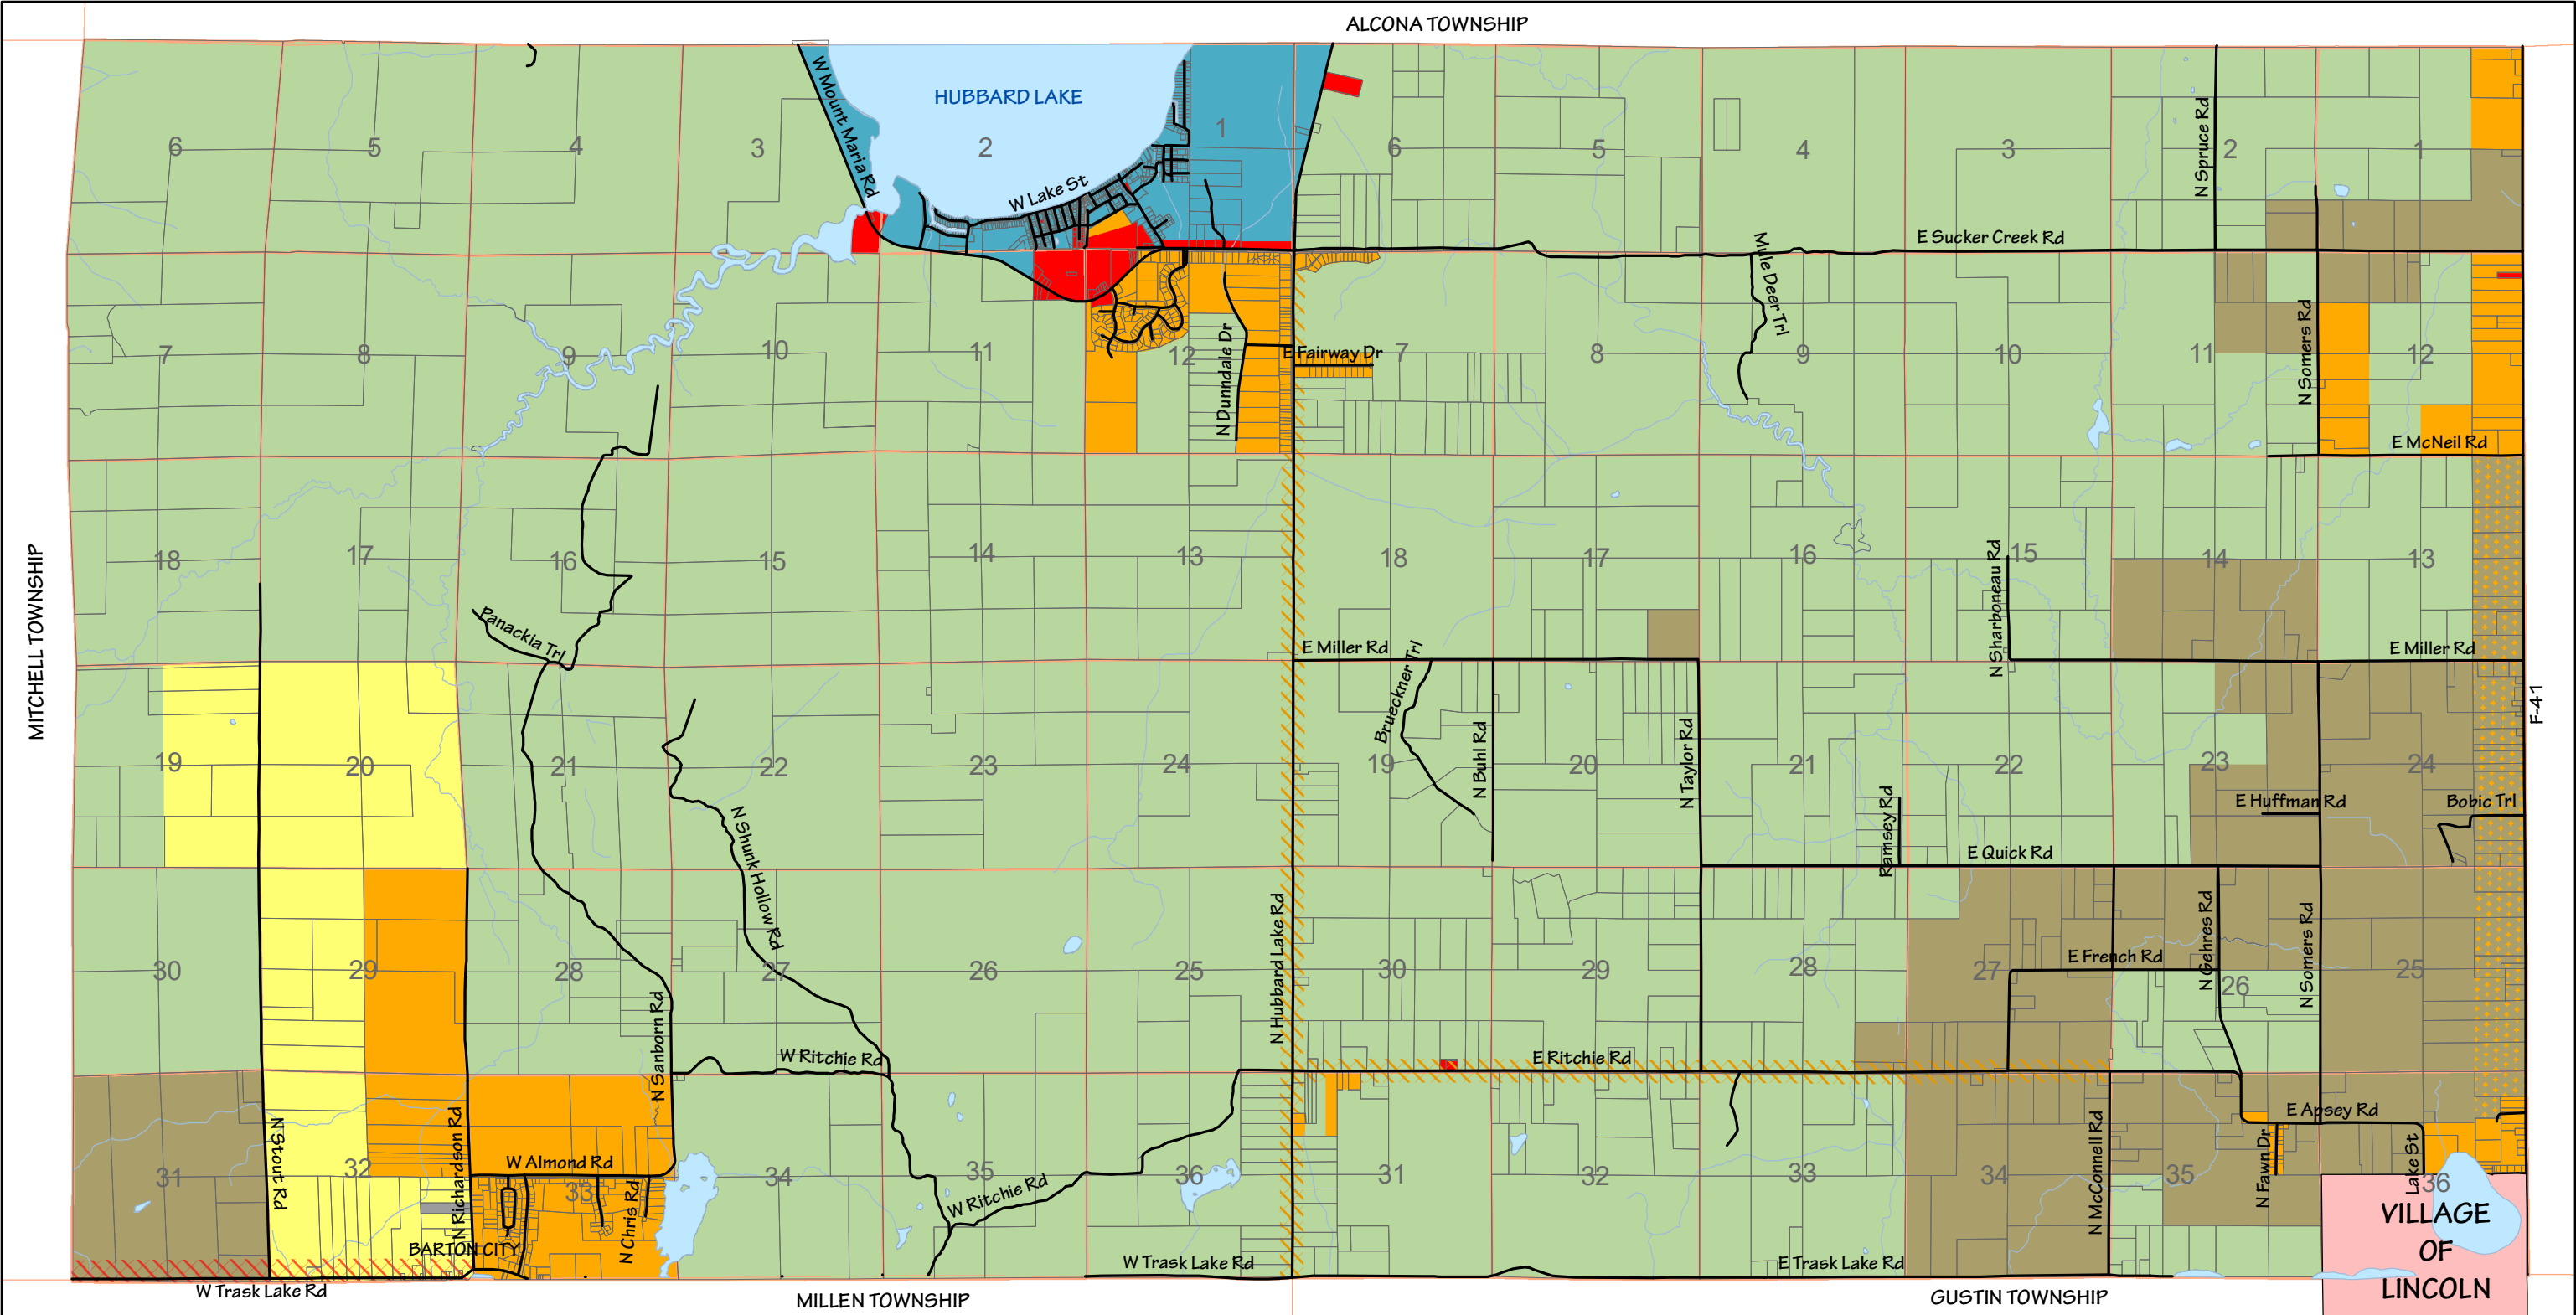 ALCONA TOWNSHIP
HUBBARD LAKE
W Mount Maria Rd
W Lake St
N Spruce Rd
6
5
4
3
2
1
6
5
4
3
2
1
E Sucker Creek Rd
Mule Deer Trl
N Somers Rd
N Dunndale Dr
E Fairway Dr
7
8
9
10
11
12
7
8
9
10
11
12
E McNeil Rd
MITCHELL TOWNSHIP
18
17
16
15
14
13
18
17
16
15
14
13
N Sharboneau Rd
Panackia Trl
E Miller Rd
E Miller Rd
Brueckner Trl
N Buhl Rd
N Taylor Rd
F-41
19
20
21
22
23
24
19
20
21
22
23
24
N Shunk Hollow Rd
Ramsey Rd
E Huffman Rd
Bobic Trl
E Quick Rd
N Hubbard Lake Rd
N Gehres Rd
N Somers Rd
E French Rd
30
29
28
27
26
25
30
29
28
27
26
25
N Sanborn Rd
W Ritchie Rd
E Ritchie Rd
N Stout Rd
N Richardson Rd
W Almond Rd
N McConnell Rd
E Apsey Rd
N Fawn Dr
Lake St
31
32
33
34
35
36
31
32
33
34
35
36
N Chris Rd
W Ritchie Rd
BARTON CITY
VILLAGE
OF
LINCOLN
W Trask Lake Rd
W Trask Lake Rd
E Trask Lake Rd
MILLEN TOWNSHIP
GUSTIN TOWNSHIP